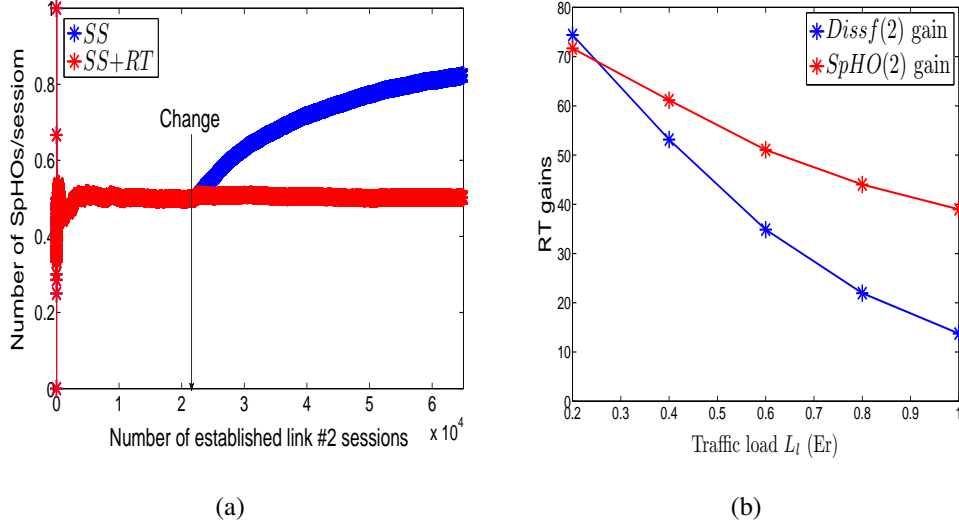 SS
SS+RT
Change
Number of SpHOs/sessiom
1
0.8
0.6
0.4
0.2
0
0 1 2 3 4 5 6
x 10^4
Number of established link #2 sessions
(a)
Dissf(2) gain
SpHO(2) gain
RT gains
80
70
60
50
40
30
20
10
0
0.2 0.3 0.4 0.5 0.6 0.7 0.8 0.9 1
Traffic load L_l (Er)
(b)